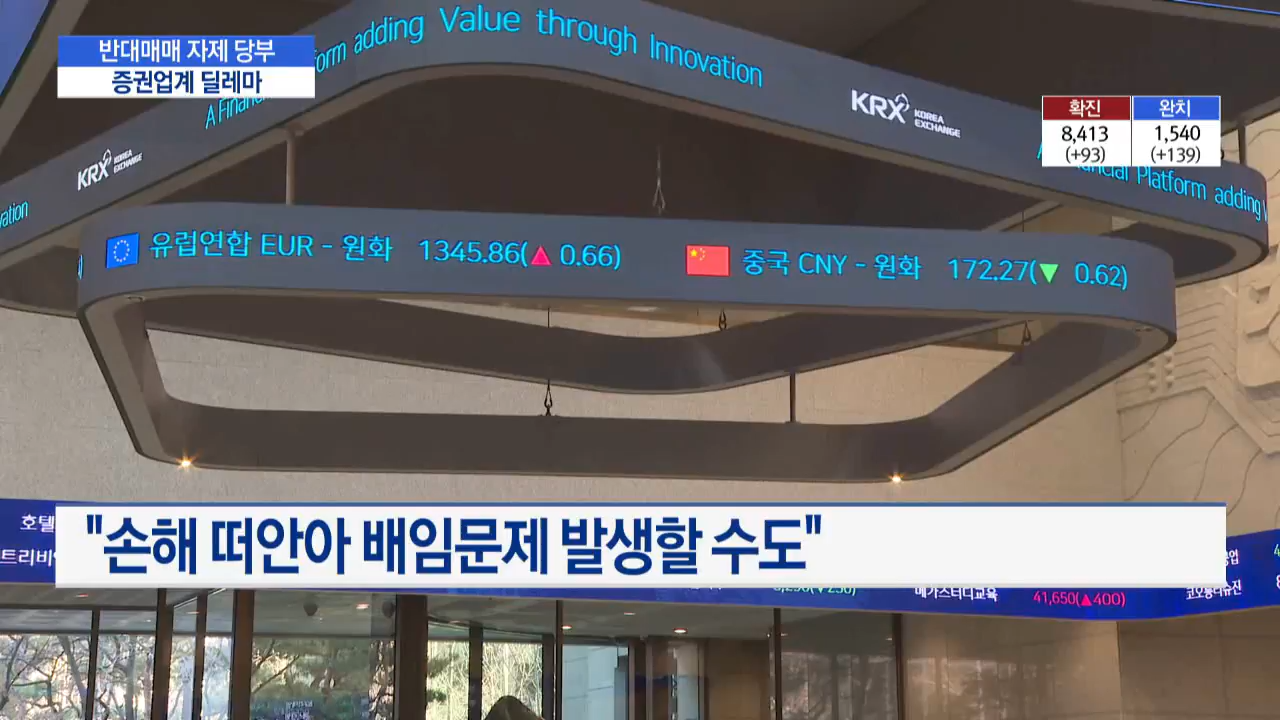 반대매매 자제 당부
증권업계 딜레마
A Financial Platform adding Value through Innovation
KRX KOREA EXCHANGE
KRX KOREA EXCHANGE
Platform adding
vation
확진 완치
8,413 1,540
(+93) (+139)
유럽연합 EUR - 원화 1345.86(▲ 0.66)
중국 CNY - 원화 172.27(▼ 0.62)
호텔
트리비
"손해 떠안아 배임문제 발생할 수도"
메가스터디교육 41,650(▲400)